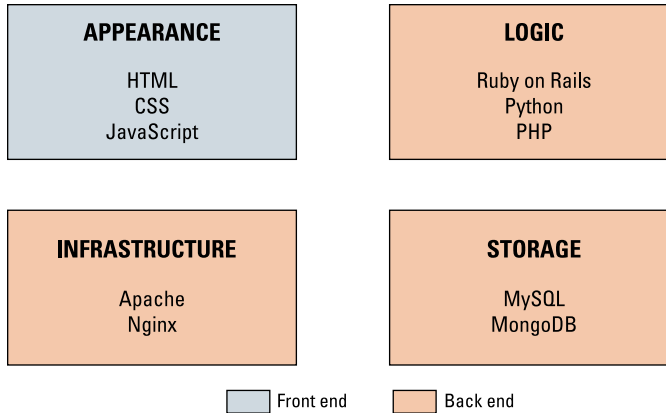 APPEARANCE
HTML
CSS
JavaScript
LOGIC
Ruby on Rails
Python
PHP
INFRASTRUCTURE
Apache
Nginx
STORAGE
MySQL
MongoDB
Front end
Back end